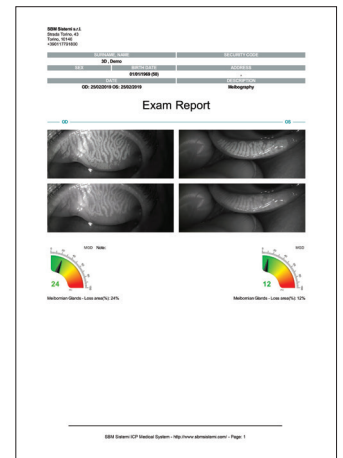 SBM Sistemi s.r.l.
Strada Torino, 43
Torino, 10146
+390117791800
SURNAME, NAME SECURITY CODE
3D , Demo
SEX BIRTH DATE ADDRESS
01/01/1969 (50) ,
DATE DESCRIPTION
OD: 25/02/2019 OS: 25/02/2019 Meibography
Exam Report
OD OS
Note:
24 12
Meibomian Glands - Loss area(%): 24% Meibomian Glands - Loss area(%): 12%
SBM Sistemi ICP Medical System - http://www.sbmsistemi.com/ - Page: 1